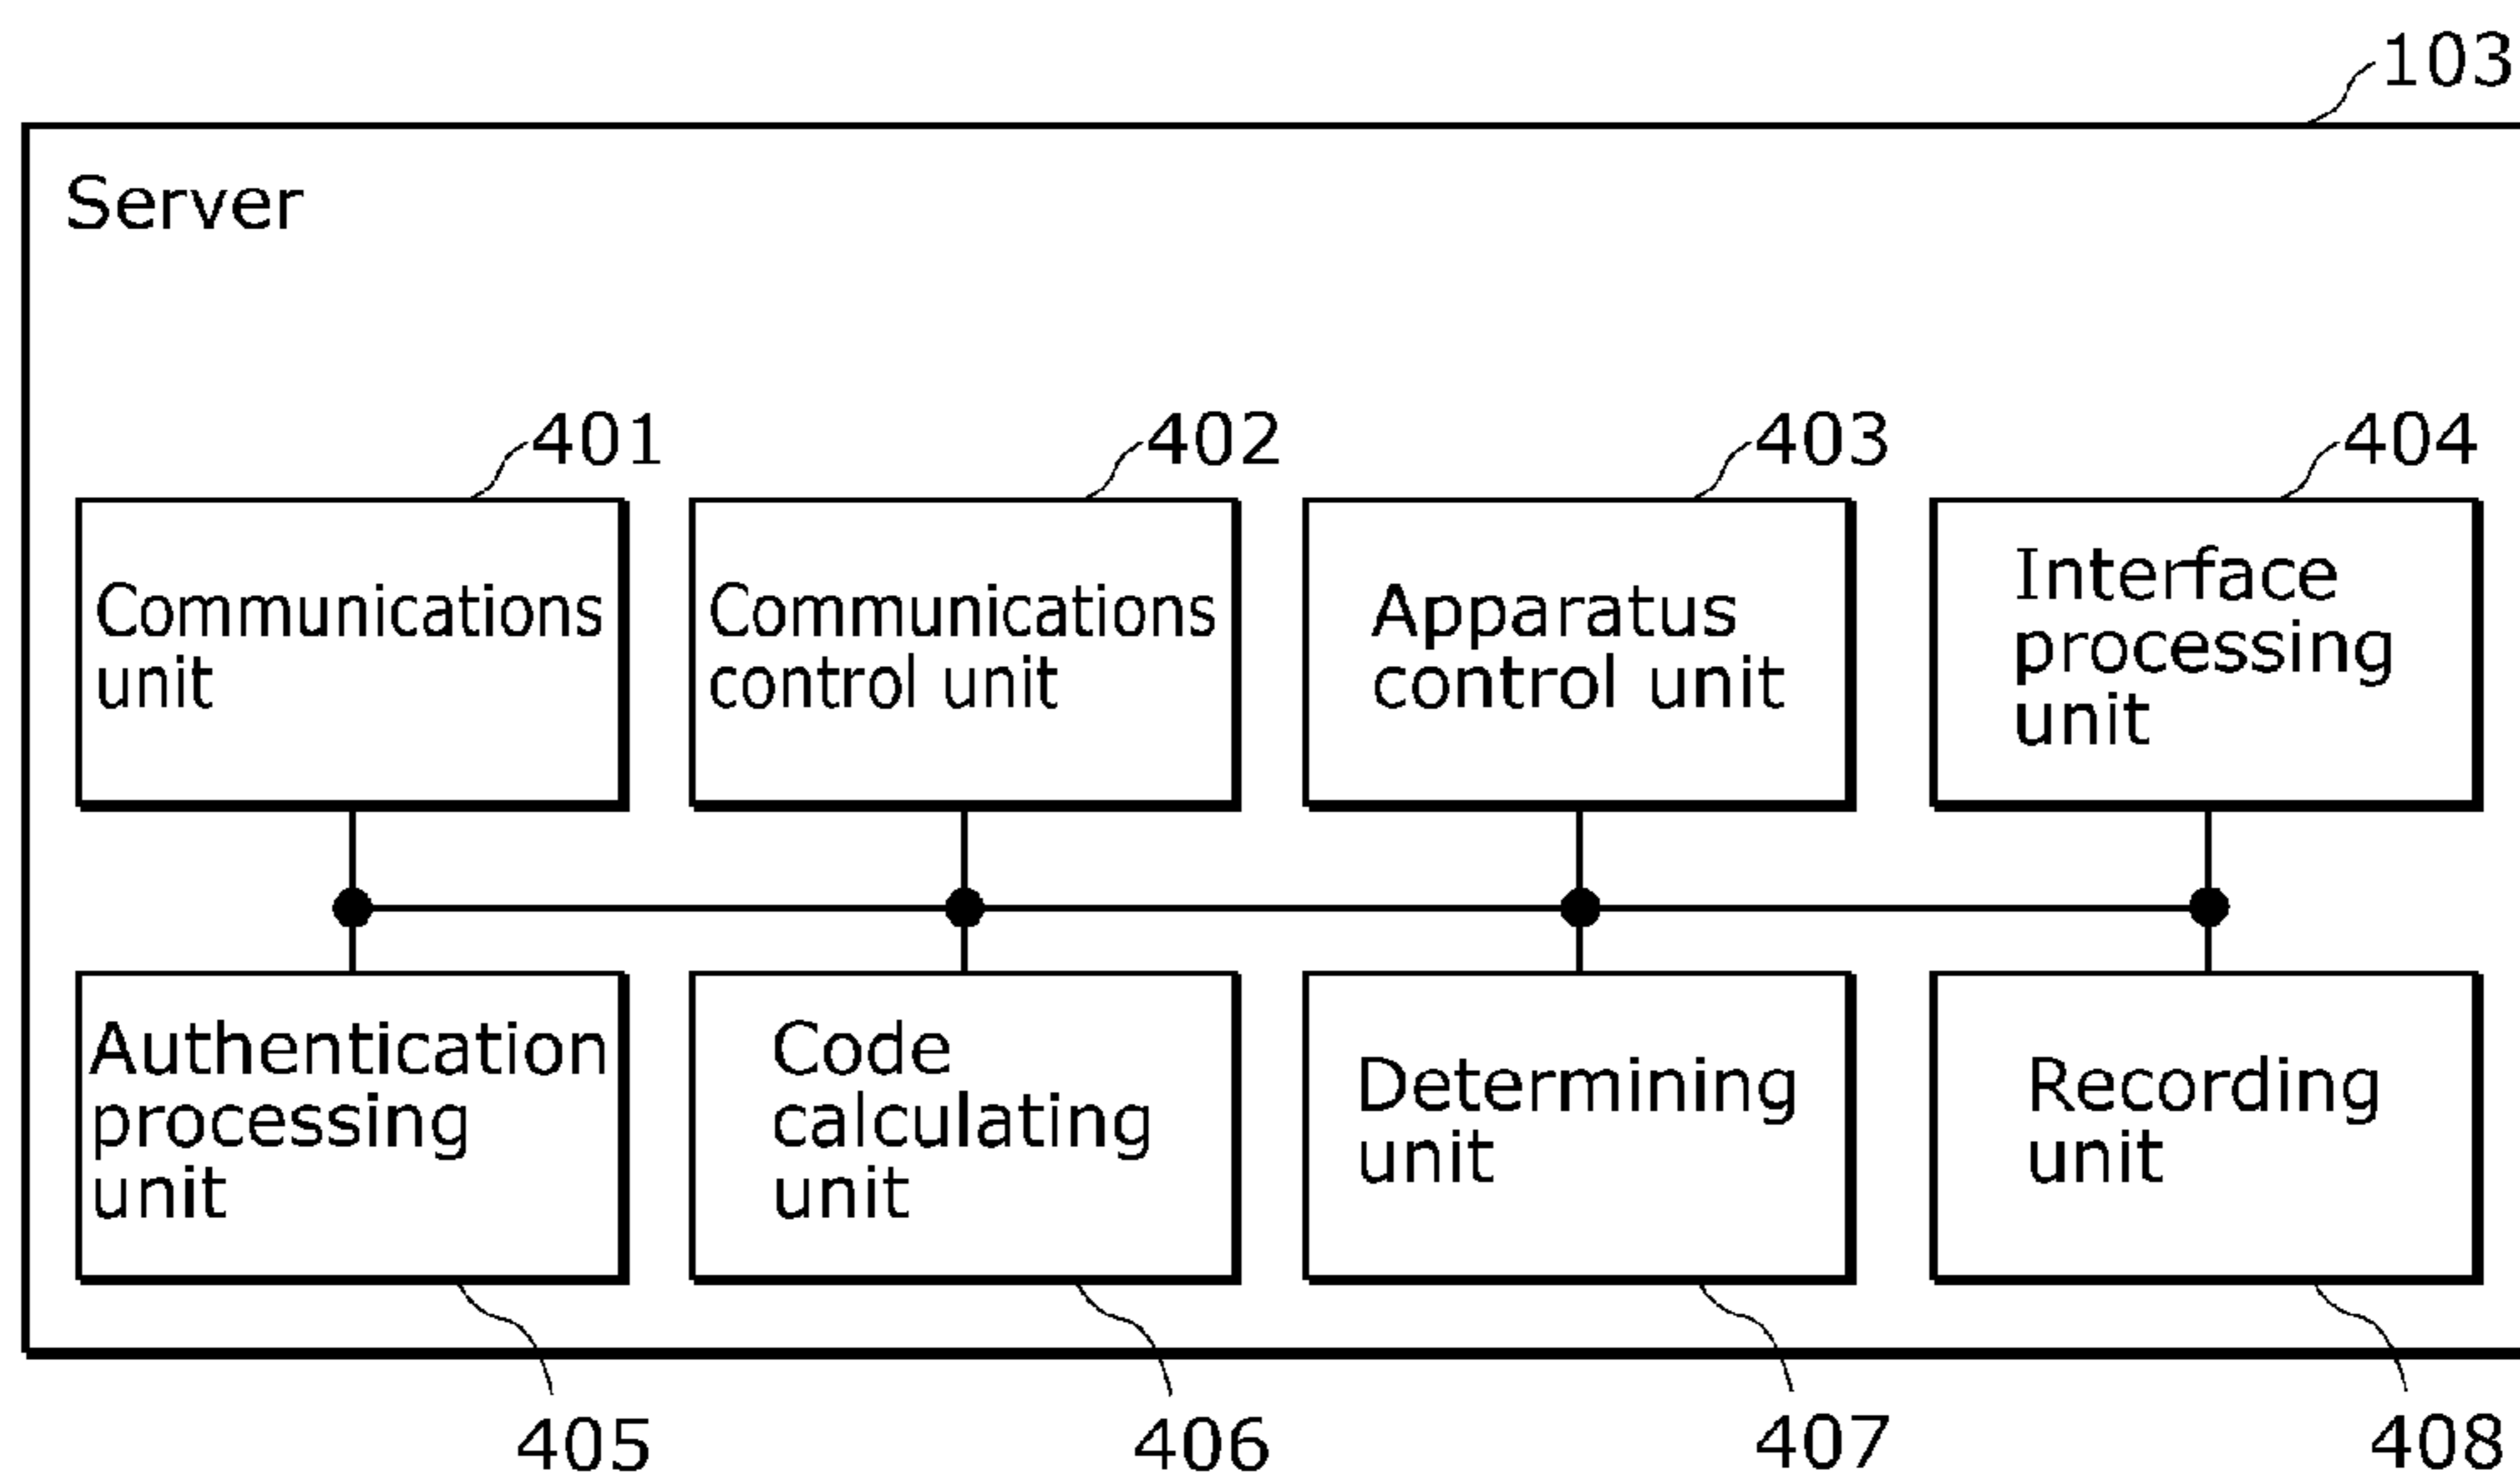 103
Server
401
402
403
404
Communications
unit
Communications
control unit
Apparatus
control unit
Interface
processing
unit
Authentication
processing
unit
Code
calculating
unit
Determining
unit
Recording
unit
405
406
407
408